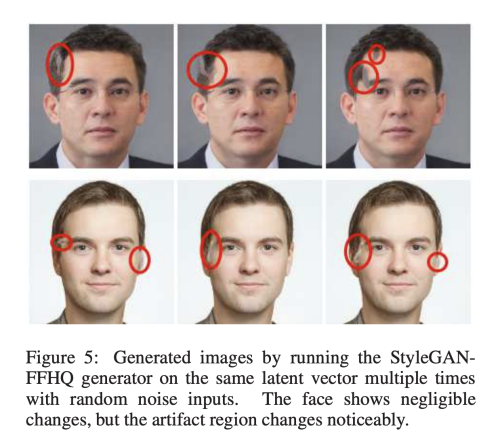 Figure 5: Generated images by running the StyleGAN-
FFHQ generator on the same latent vector multiple times
with random noise inputs. The face shows negligible
changes, but the artifact region changes noticeably.